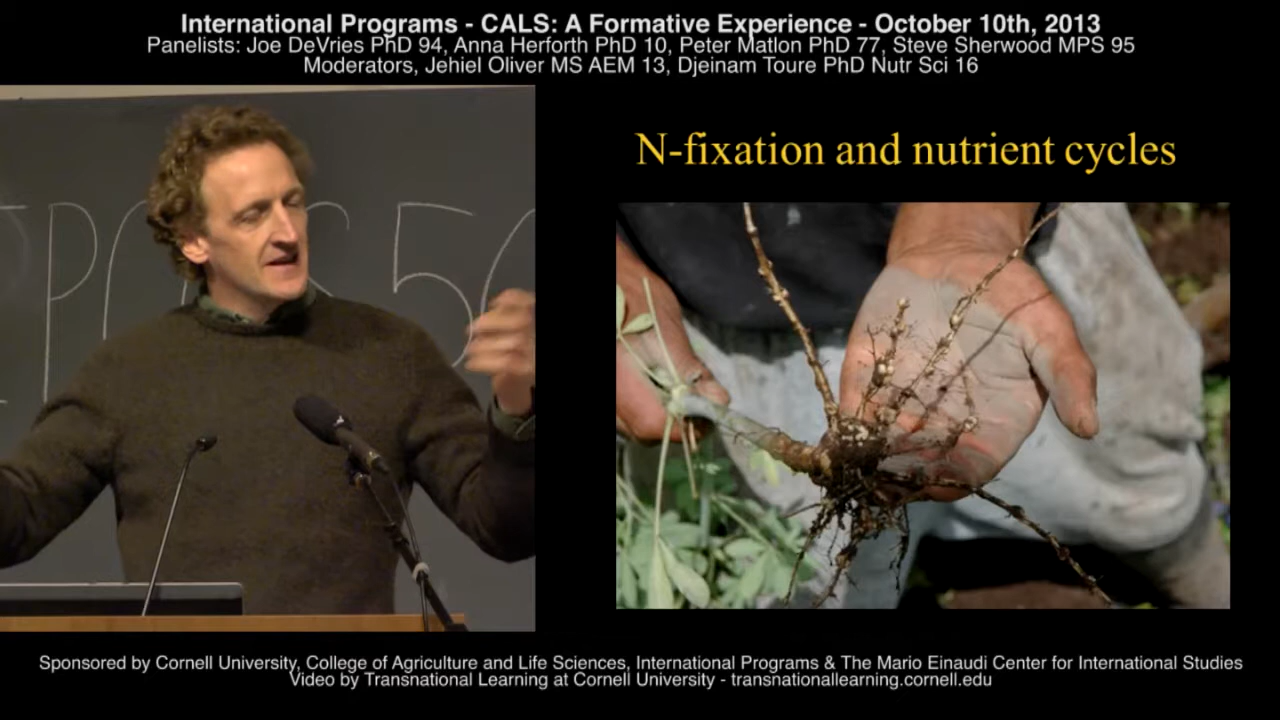 International Programs - CALS: A Formative Experience - October 10th, 2013
Panelists: Joe DeVries PhD 94, Anna Herforth PhD 10, Peter Matlon PhD 77, Steve Sherwood MPS 95
Moderators, Jehiel Oliver MS AEM 13, Djeinam Toure PhD Nutr Sci 16
N-fixation and nutrient cycles
Sponsored by Cornell University, College of Agriculture and Life Sciences, International Programs & The Mario Einaudi Center for International Studies
Video by Transnational Learning at Cornell University - transnationallearning.cornell.edu